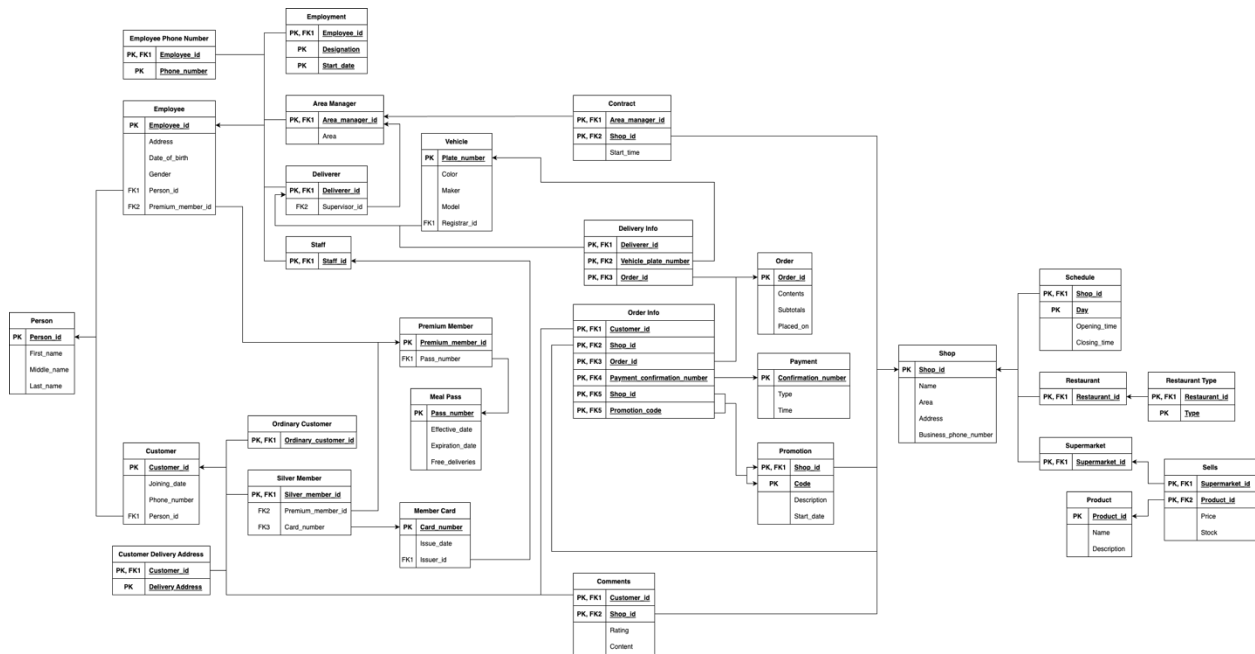 Employment
PK, FK1 Employee_id
PK Designation
PK Start_date
Employee Phone Number
PK, FK1 Employee_id
PK Phone_number
Employee
PK Employee_id
Address
Date_of_birth
Gender
FK1 Person_id
FK2 Premium_member_id
Area Manager
PK, FK1 Area_manager_id
Area
Deliverer
PK, FK1 Deliverer_id
FK2 Supervisor_id
Staff
PK, FK1 Staff_id
Vehicle
PK Plate_number
Color
Maker
Model
FK1 Registrar_id
Contract
PK, FK1 Area_manager_id
PK, FK2 Shop_id
Start_time
Delivery Info
PK, FK1 Deliverer_id
PK, FK2 Vehicle_plate_number
PK, FK3 Order_id
Order
PK Order_id
Contents
Subtotals
Placed_on
Order Info
PK, FK1 Customer_id
PK, FK2 Shop_id
PK, FK3 Order_id
PK, FK4 Payment_confirmation_number
PK, FK5 Shop_id
PK, FK5 Promotion_code
Payment
PK Confirmation_number
Type
Time
Promotion
PK, FK1 Shop_id
PK Code
Description
Start_date
Person
PK Person_id
First_name
Middle_name
Last_name
Premium Member
PK Premium_member_id
FK1 Pass_number
Meal Pass
PK Pass_number
Effective_date
Expiration_date
Free_deliveries
Ordinary Customer
PK, FK1 Ordinary_customer_id
Customer
PK Customer_id
Joining_date
Phone_number
FK1 Person_id
Silver Member
PK, FK1 Silver_member_id
FK2 Premium_member_id
FK3 Card_number
Member Card
PK Card_number
Issue_date
FK1 Issuer_id
Customer Delivery Address
PK, FK1 Customer_id
PK Delivery Address
Comments
PK, FK1 Customer_id
PK, FK2 Shop_id
Rating
Content
Shop
PK Shop_id
Name
Area
Address
Business_phone_number
Schedule
PK, FK1 Shop_id
PK Day
Opening_time
Closing_time
Restaurant
PK, FK1 Restaurant_id
Restaurant Type
PK, FK1 Restaurant_id
PK Type
Supermarket
PK, FK1 Supermarket_id
Sells
PK, FK1 Supermarket_id
PK, FK2 Product_id
Price
Stock
Product
PK Product_id
Name
Description